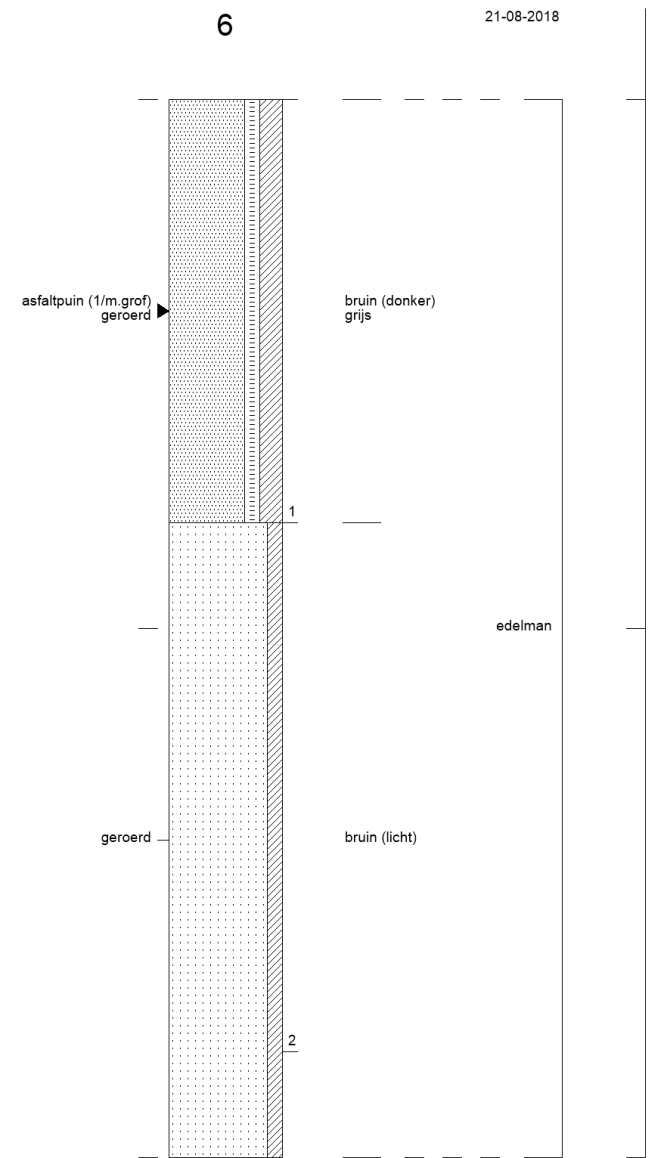 6
21-08-2018
asfaltpuin (1/m.grof)
geroerd
bruin (donker)
grijs
1
edelman
geroerd
bruin (licht)
2